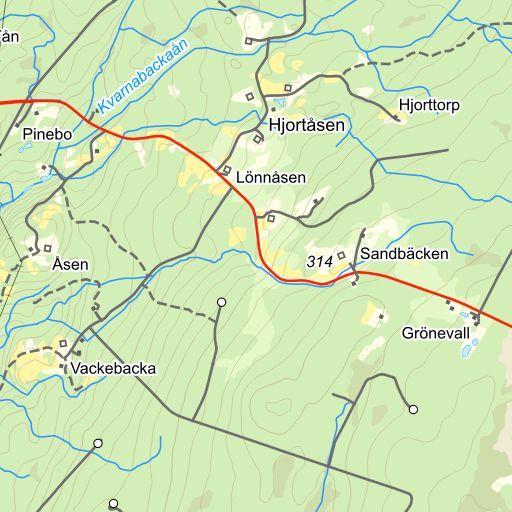 Kvarnabackaån
Pinebo
Hjorttorp
Hjortåsen
Lönnåsen
Åsen
314
Sandbäcken
Grönevall
Vackebacka